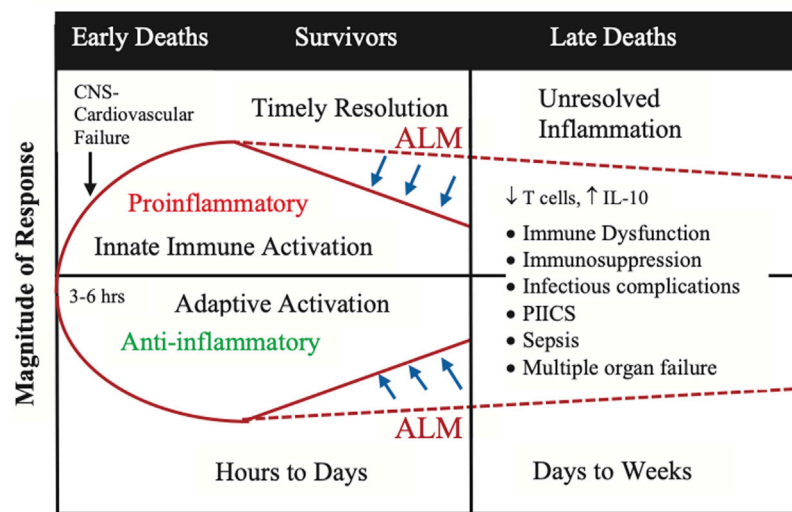 Early Deaths
Survivors
Late Deaths
Magnitude of Response
CNS-
Cardiovascular
Failure
Timely Resolution
ALM
Proinflammatory
Innate Immune Activation
3-6 hrs
Adaptive Activation
Anti-inflammatory
ALM
Hours to Days
Unresolved
Inflammation
↓ T cells, ↑ IL-10
• Immune Dysfunction
• Immunosuppression
• Infectious complications
• PIICS
• Sepsis
• Multiple organ failure
Days to Weeks